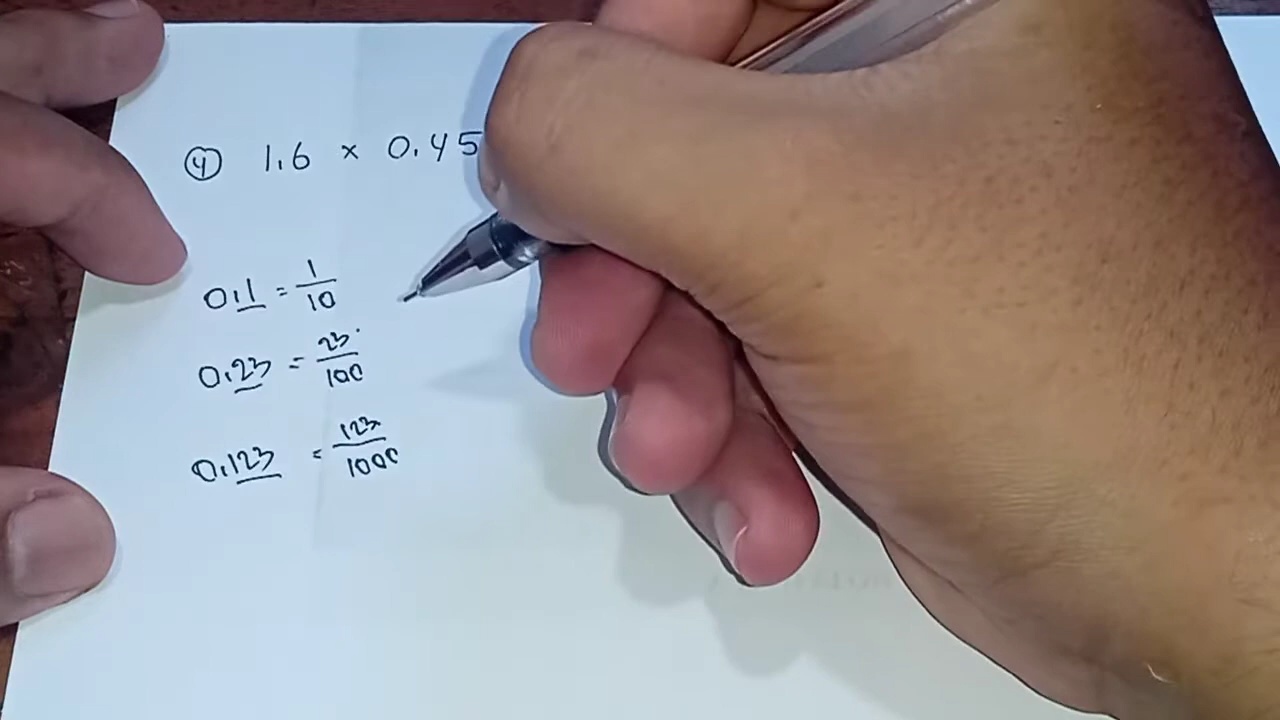 ④ 1.6 × 0.45
0.1 = 1/10
0.23 = 23/100
0.123 = 123/1000